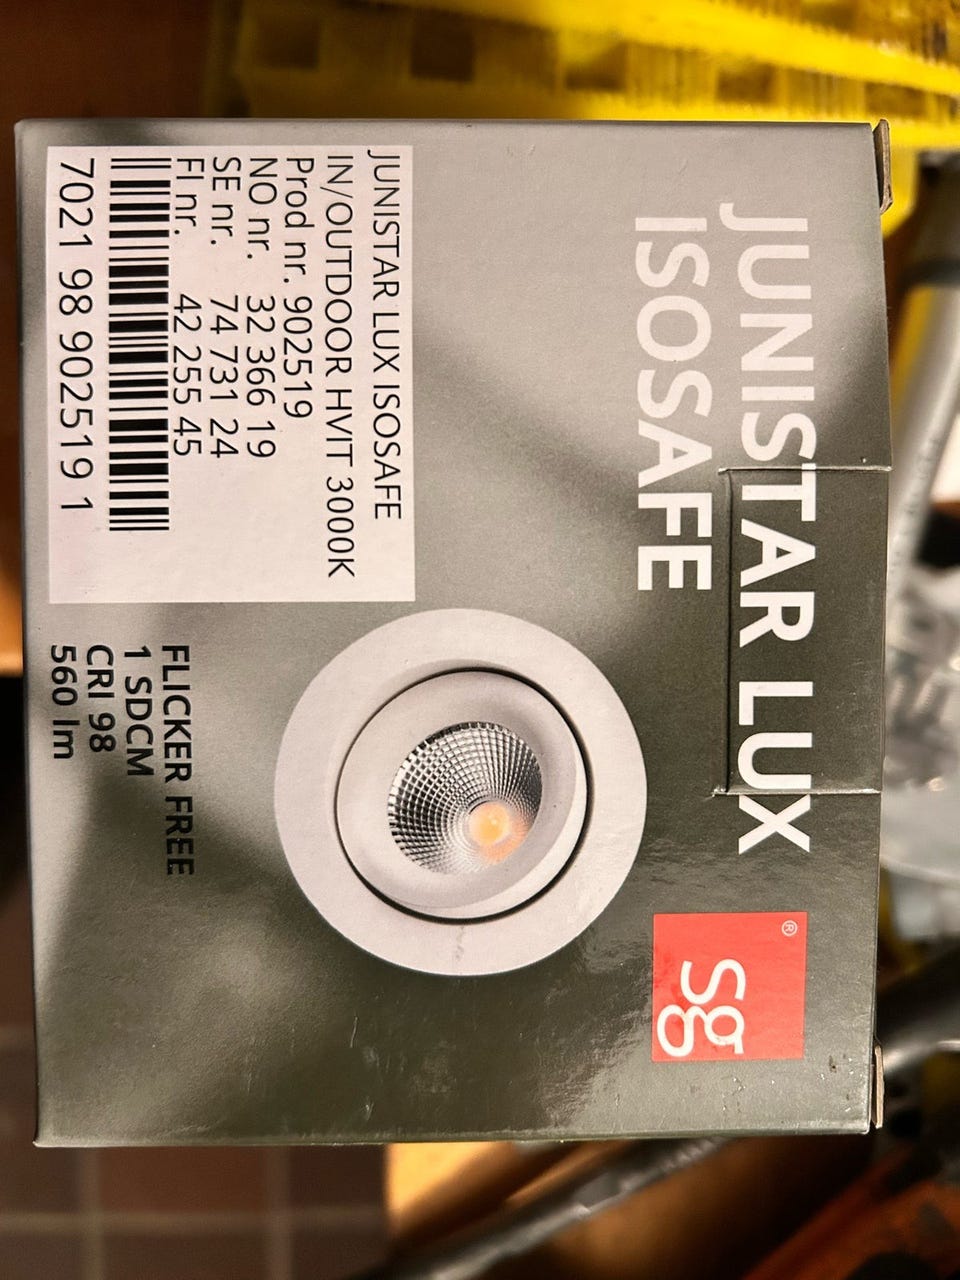 JUNISTAR LUX
ISOSAFE
®
sg
JUNISTAR LUX ISOSAFE
IN/OUTDOOR HVIT 3000K
Prod nr. 902519
NO nr. 32 366 19
SE nr. 74 731 24
FI nr. 42 255 45
7021 98 902519 1
FLICKER FREE
1 SDCM
CRI 98
560 lm